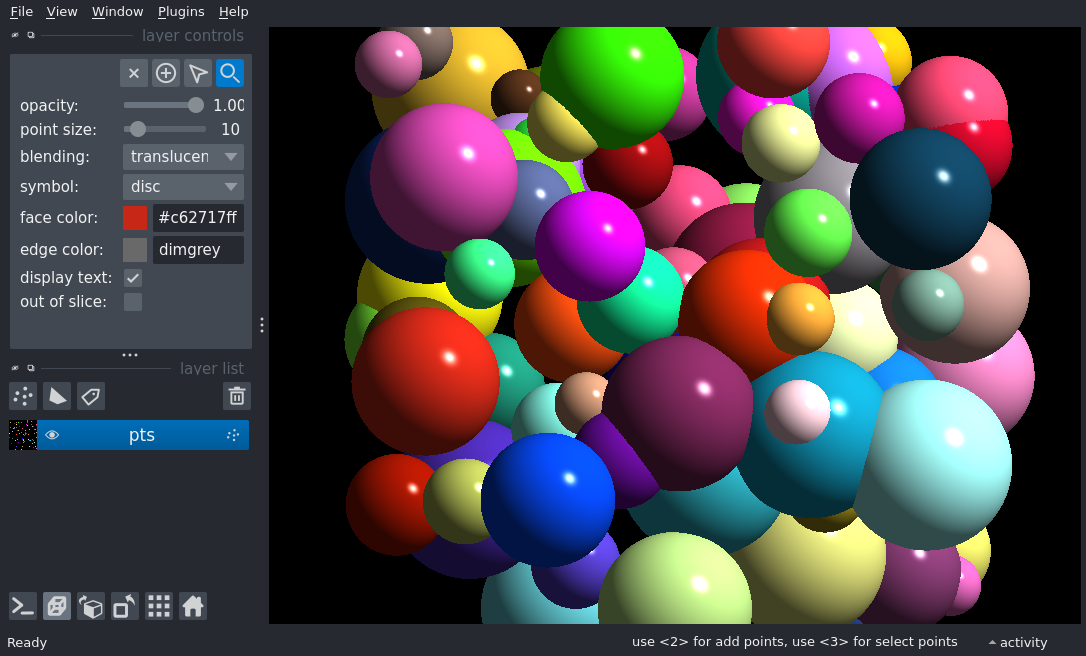 File View Window Plugins Help
layer controls
opacity: 1.00
point size: 10
blending: translucen
symbol: disc
face color: #c62717ff
edge color: dimgrey
display text:
out of slice:
layer list
pts
Ready
use <2> for add points, use <3> for select points
activity